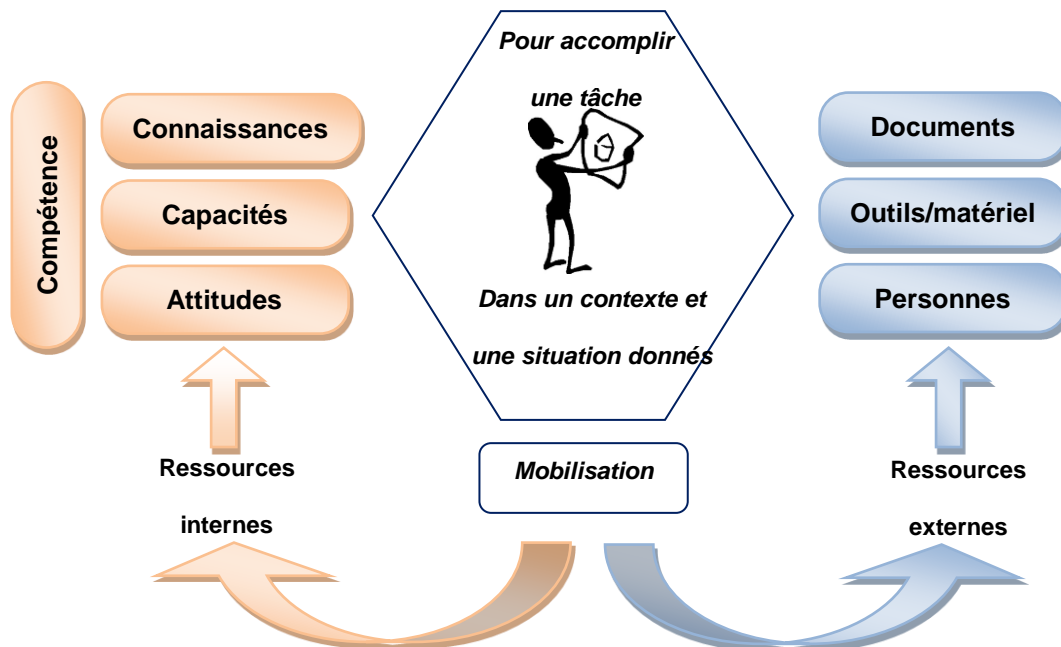 Compétence
Connaissances
Capacités
Attitudes
Ressources
internes
Pour accomplir
une tâche
Dans un contexte et
une situation donnés
Mobilisation
Documents
Outils/matériel
Personnes
Ressources
externes